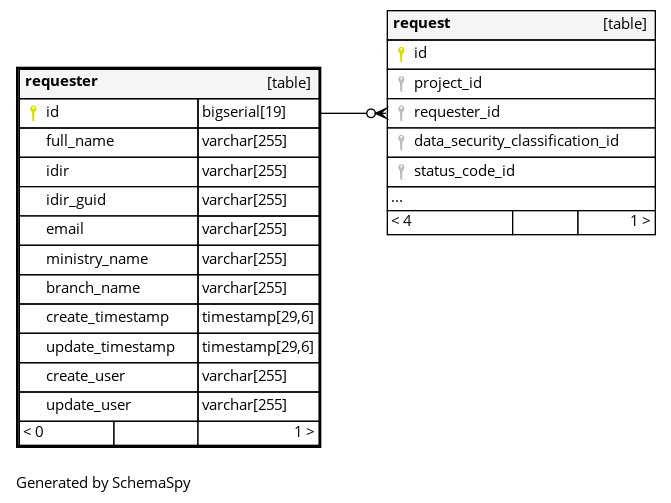 requester [table]
id bigserial[19]
full_name varchar[255]
idir varchar[255]
idir_guid varchar[255]
email varchar[255]
ministry_name varchar[255]
branch_name varchar[255]
create_timestamp timestamp[29,6]
update_timestamp timestamp[29,6]
create_user varchar[255]
update_user varchar[255]
< 0 1 >
request [table]
id
project_id
requester_id
data_security_classification_id
status_code_id
...
< 4 1 >
Generated by SchemaSpy